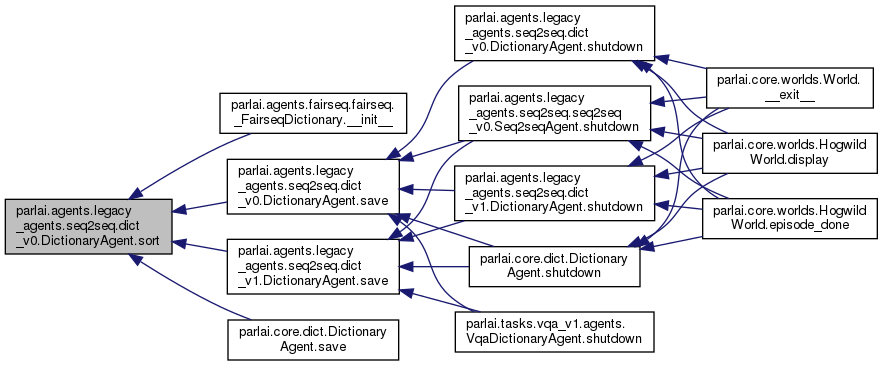 parlai.agents.legacy
_agents.seq2seq.dict
_v0.DictionaryAgent.sort
parlai.agents.fairseq.fairseq.
_FairseqDictionary.__init__
parlai.agents.legacy
_agents.seq2seq.dict
_v0.DictionaryAgent.save
parlai.agents.legacy
_agents.seq2seq.dict
_v1.DictionaryAgent.save
parlai.core.dict.Dictionary
Agent.save
parlai.agents.legacy
_agents.seq2seq.dict
_v0.DictionaryAgent.shutdown
parlai.agents.legacy
_agents.seq2seq.seq2seq
_v0.Seq2seqAgent.shutdown
parlai.agents.legacy
_agents.seq2seq.dict
_v1.DictionaryAgent.shutdown
parlai.core.dict.Dictionary
Agent.shutdown
parlai.tasks.vqa_v1.agents.
VqaDictionaryAgent.shutdown
parlai.core.worlds.World.
__exit__
parlai.core.worlds.Hogwild
World.display
parlai.core.worlds.Hogwild
World.episode_done